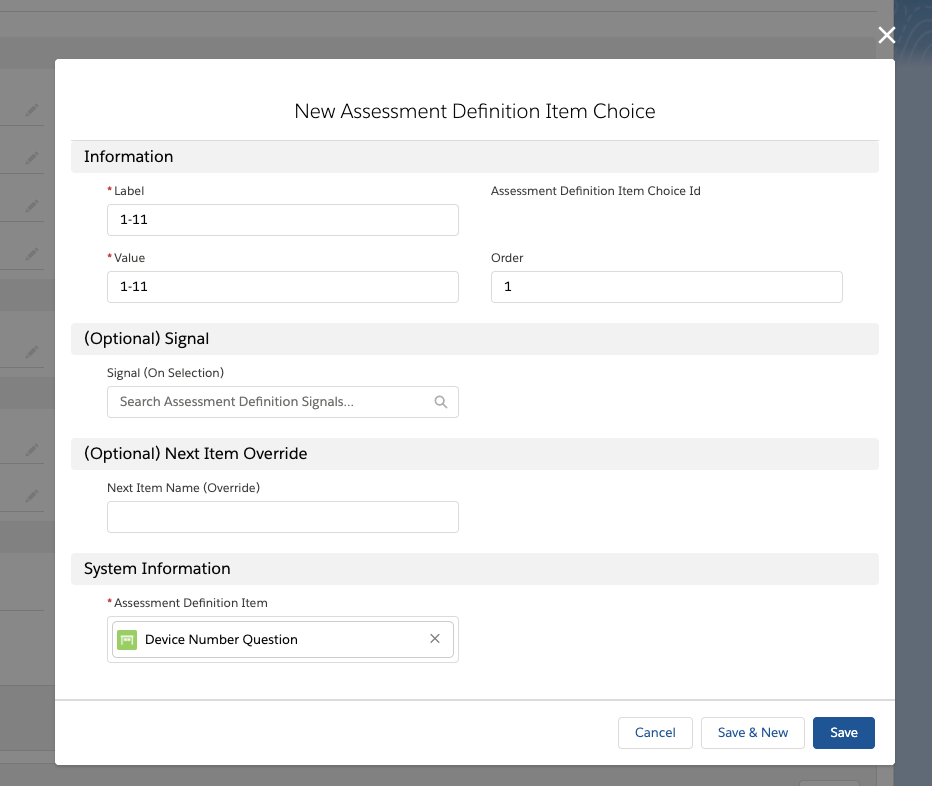 New Assessment Definition Item Choice
Information
* Label
Assessment Definition Item Choice Id
1-11
* Value
Order
1-11
1
(Optional) Signal
Signal (On Selection)
Search Assessment Definition Signals...
(Optional) Next Item Override
Next Item Name (Override)
System Information
* Assessment Definition Item
Device Number Question
Cancel
Save & New
Save